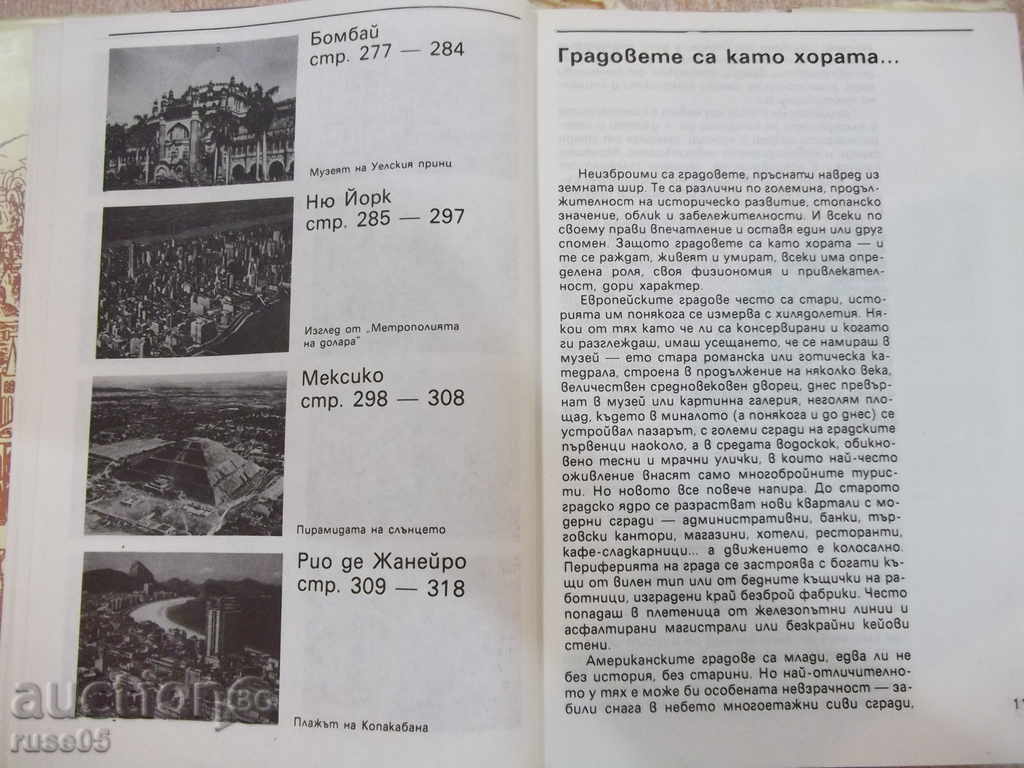 Бомбай
стр. 277 — 284
Музеят на Уелския принц
Ню Йорк
стр. 285 — 297
Изглед от „Метрополията
на долара“
Мексико
стр. 298 — 308
Пирамидата на слънцето
Рио де Жанейро
стр. 309 — 318
Плажът на Копакабана
Градовете са като хората...
Неизброими са градовете, пръснати навред из
земната шир. Те са различни по големина, продъл-
жителност на историческо развитие, стопанско
значение, облик и забележителности. И всеки по
своему прави впечатление и оставя един или друг
спомен. Защото градовете са като хората — и
те се раждат, живеят и умират, всеки има опре-
делена роля, своя физиономия и привлекател-
ност, дори характер.
Европейските градове често са стари, исто-
рията им понякога се измерва с хилядолетия. Ня-
кои от тях като че ли са консервирани и когато
ги разглеждаш, имаш усещането, че се намираш в
музей — ето стара романска или готическа ка-
тедрала, строена в продължение на няколко века,
величествен средновековен дворец, днес превър-
нат в музей или картинна галерия, неголям пло-
щад, където в миналото (а понякога и до днес) се
устройвал пазарът, с големи сгради на градските
първенци наоколо, а в средата водоскок, обикно-
вено тесни и мрачни улички, в които най-често
оживление внасят само многобройните турис-
ти. Но новото все повече напира. До старото
градско ядро се разрастват нови квартали с мо-
дерни сгради — административни, банки, тър-
говски кантори, магазини, хотели, ресторанти,
кафе-сладкарници... а движението е колосално.
Периферията на града се застроява с богати къ-
щи от вилен тип или от бедните къщички на ра-
ботници, изградени край безброй фабрики. Често
попадаш в плетеница от железопътни линии и
асфалтирани магистрали или безкрайни кейови
стени.
Американските градове са млади, едва ли не
без история, без старини. Но най-отличително-
то у тях е може би особената невзрачност — за-
били снага в небето многоетажни сиви сгради,
auction.bg
ruse05